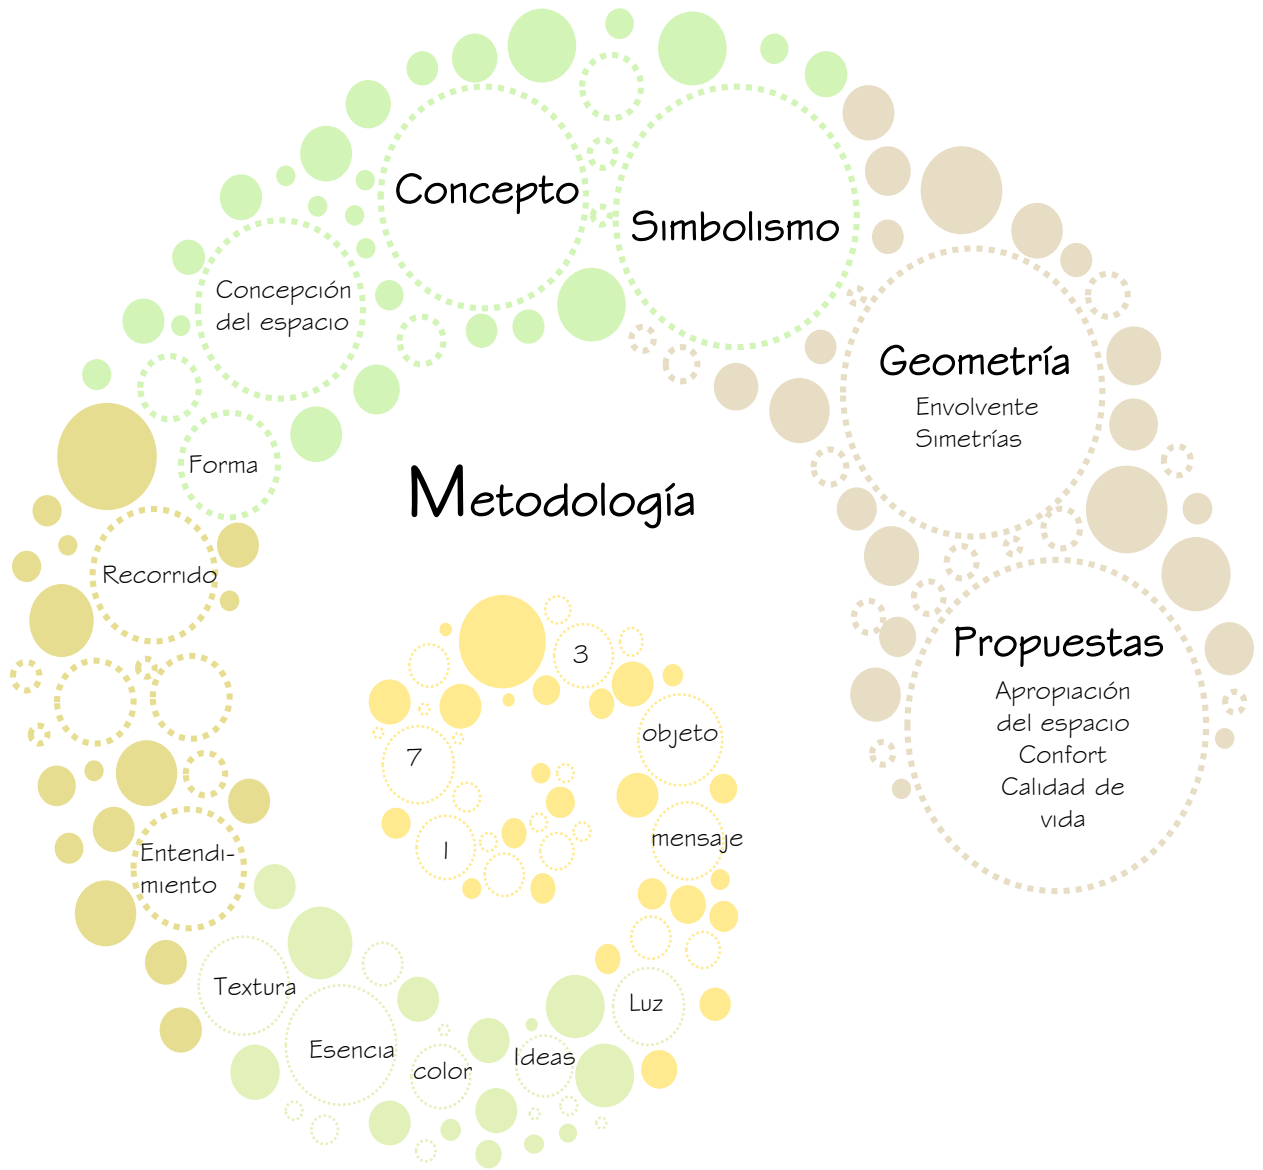 Concepto
Simbolismo
Concepción
del espacio
Geometría
Envolvente
Simetrías
Forma
Metodología
Recorrido
Propuestas
Apropiación
del espacio
Confort
Calidad de
vida
3
objeto
7
mensaje
1
Entendi-
miento
Textura
Luz
Esencia
Ideas
color